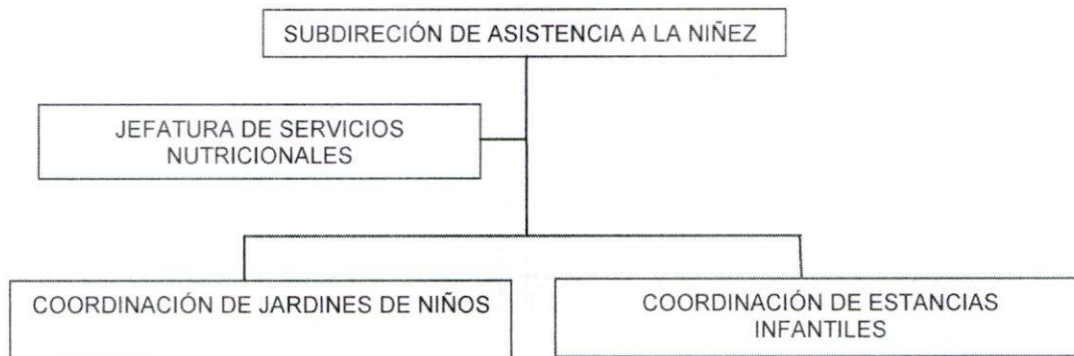 SUBDIRECIÓN DE ASISTENCIA A LA NIÑEZ
JEFATURA DE SERVICIOS
NUTRICIONALES
COORDINACIÓN DE JARDINES DE NIÑOS
COORDINACIÓN DE ESTANCIAS
INFANTILES